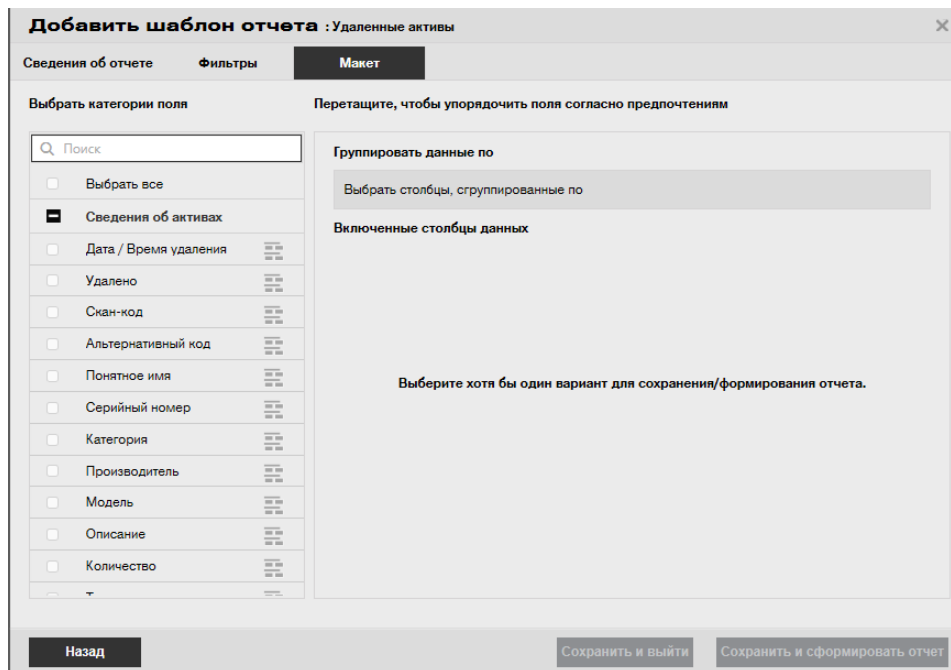 Добавить шаблон отчета : Удаленные активы
Сведения об отчете Фильтры Макет
Выбрать категории поля
Перетащите, чтобы упорядочить поля согласно предпочтениям
Поиск
Выбрать все
Сведения об активах
Дата / Время удаления
Удалено
Скан-код
Альтернативный код
Понятное имя
Серийный номер
Категория
Производитель
Модель
Описание
Количество
Группировать данные по
Выбрать столбцы, сгруппированные по
Включенные столбцы данных
Выберите хотя бы один вариант для сохранения/формирования отчета.
Назад
Сохранить и выйти
Сохранить и сформировать отчет